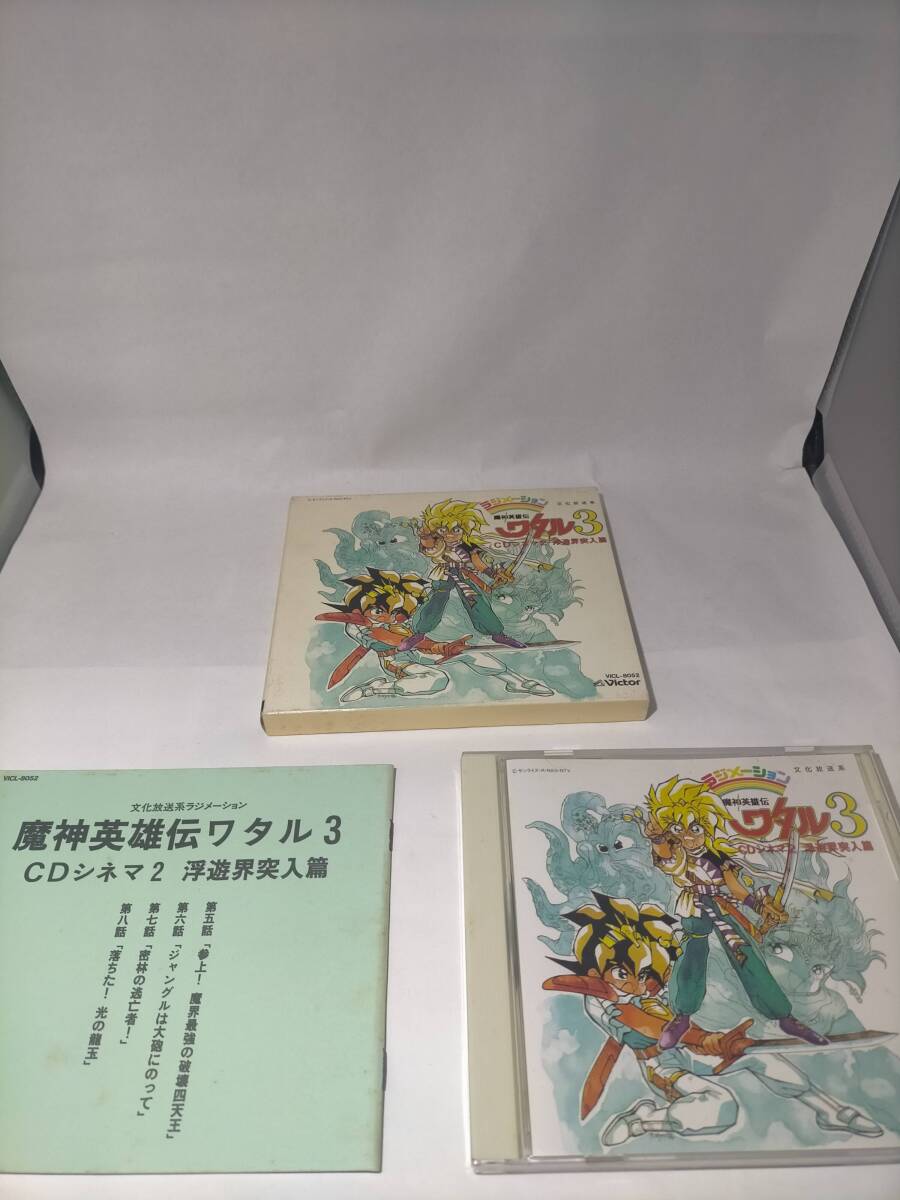 ラジメーション
文化放送系
魔神英雄伝
ワタル3
CDシネマ2 浮遊界突入篇
VICL-8052
Victor
VICL-8052
文化放送系ラジメーション
魔神英雄伝ワタル3
CDシネマ2 浮遊界突入篇
第五話「参上！魔界最強の破壊四天王」
第六話「ジャングルは大砲にのって」
第七話「密林の逃亡者！」
第八話「落ちた！光の龍玉」
ラジメーション
文化放送系
魔神英雄伝
ワタル3
CDシネマ2 浮遊界突入篇